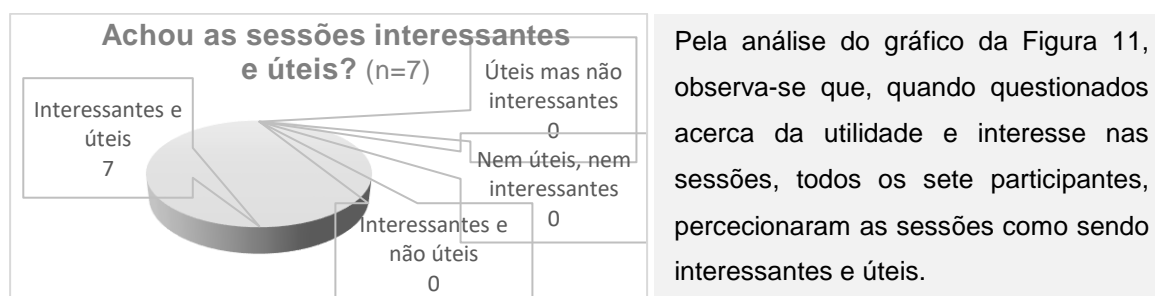 Achou as sessões interessantes
e úteis? (n=7)
Interessantes e
úteis
7
Úteis mas não
interessantes
0
Nem úteis, nem
interessantes
0
Interessantes e
não úteis
0
Pela análise do gráfico da Figura 11,
observa-se que, quando questionados
acerca da utilidade e interesse nas
sessões, todos os sete participantes,
percecionaram as sessões como sendo
interessantes e úteis.